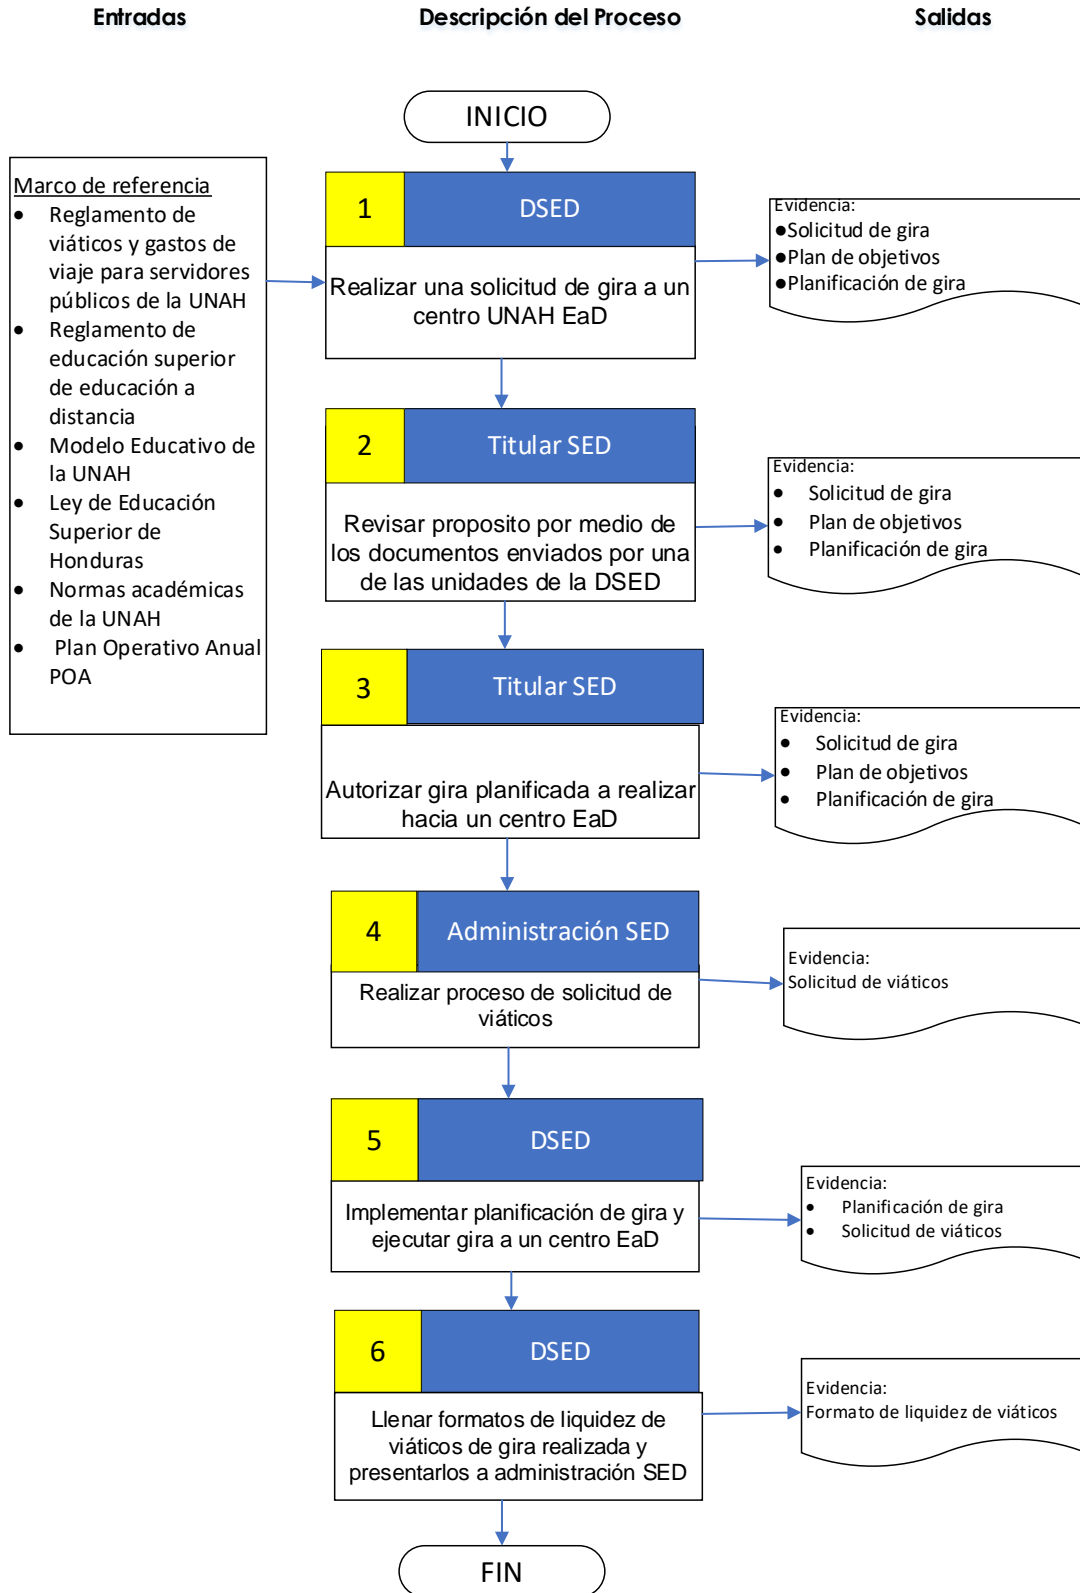 Entradas
Descripción del Proceso
Salidas
INICIO
Marco de referencia
• Reglamento de
viáticos y gastos de
viaje para servidores
públicos de la UNAH
• Reglamento de
educación superior
de educación a
distancia
• Modelo Educativo de
la UNAH
• Ley de Educación
Superior de
Honduras
• Normas académicas
de la UNAH
• Plan Operativo Anual
POA
1
DSED
Realizar una solicitud de gira a un
centro UNAH EaD
Evidencia:
●Solicitud de gira
●Plan de objetivos
●Planificación de gira
2
Titular SED
Revisar proposito por medio de
los documentos enviados por una
de las unidades de la DSED
Evidencia:
• Solicitud de gira
• Plan de objetivos
• Planificación de gira
3
Titular SED
Autorizar gira planificada a realizar
hacia un centro EaD
Evidencia:
• Solicitud de gira
• Plan de objetivos
• Planificación de gira
4
Administración SED
Realizar proceso de solicitud de
viáticos
Evidencia:
Solicitud de viáticos
5
DSED
Implementar planificación de gira y
ejecutar gira a un centro EaD
Evidencia:
• Planificación de gira
• Solicitud de viáticos
6
DSED
Llenar formatos de liquidez de
viáticos de gira realizada y
presentarlos a administración SED
Evidencia:
Formato de liquidez de viáticos
FIN